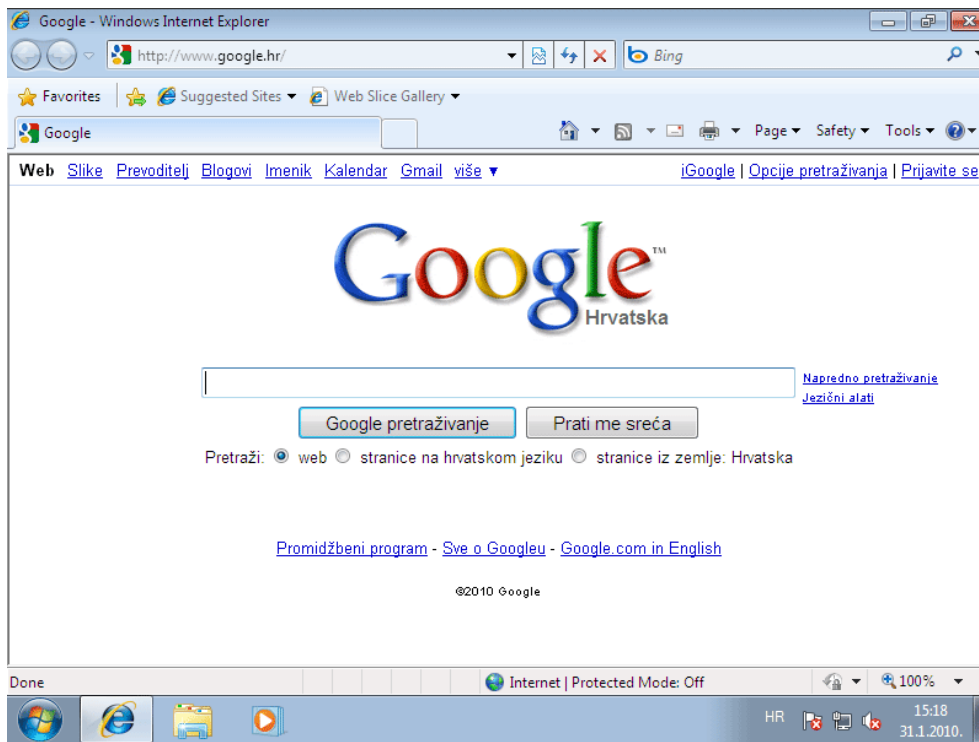 Google - Windows Internet Explorer
http://www.google.hr/ Bing
Favorites Suggested Sites Web Slice Gallery
Google Page Safety Tools
Web Slike Prevoditelj Blogovi Imenik Kalendar Gmail više ▼ iGoogle | Opcije pretraživanja | Prijavite se
Google™
Hrvatska
Napredno pretraživanje
Jezični alati
Google pretraživanje Prati me sreća
Pretraži: web stranice na hrvatskom jeziku stranice iz zemlje: Hrvatska
Promidžbeni program - Sve o Googleu - Google.com in English
©2010 Google
Done Internet | Protected Mode: Off 100%
HR 15:18
31.1.2010.